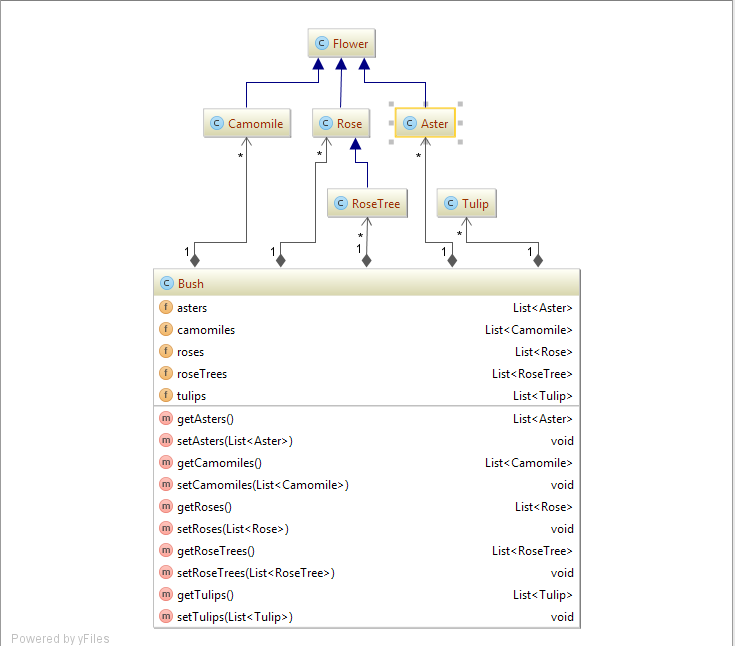 C Flower
C Camomile
C Rose
C Aster
* * *
C RoseTree
C Tulip
* *
1 1 1 1 1
C Bush
f asters List<Aster>
f camomiles List<Camomile>
f roses List<Rose>
f roseTrees List<RoseTree>
f tulips List<Tulip>
m getAsters() List<Aster>
m setAsters(List<Aster>) void
m getCamomiles() List<Camomile>
m setCamomiles(List<Camomile>) void
m getRoses() List<Rose>
m setRoses(List<Rose>) void
m getRoseTrees() List<RoseTree>
m setRoseTrees(List<RoseTree>) void
m getTulips() List<Tulip>
m setTulips(List<Tulip>) void
Powered by yFiles